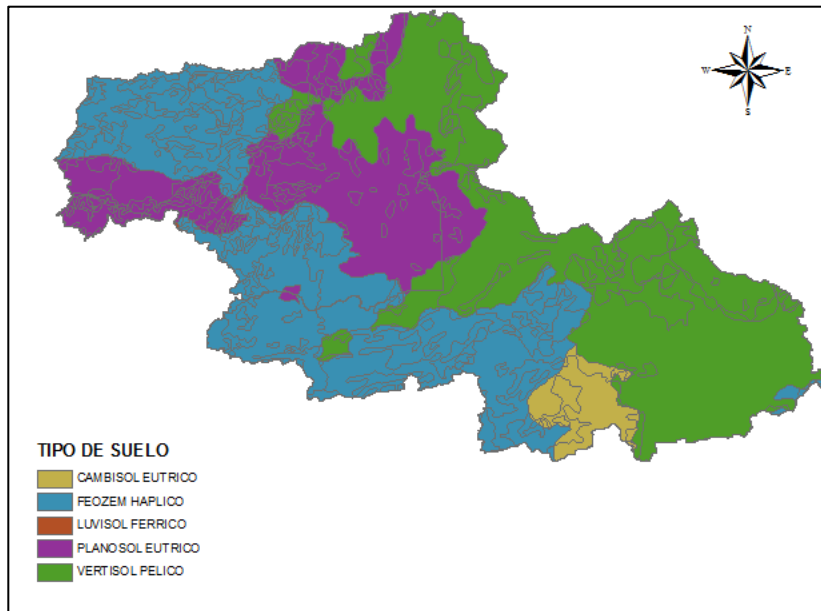 N
W E
S
TIPO DE SUELO
CAMBISOL EUTRICO
FEOZEM HAPLICO
LUVISOL FERRICO
PLANOSOL EUTRICO
VERTISOL PELICO